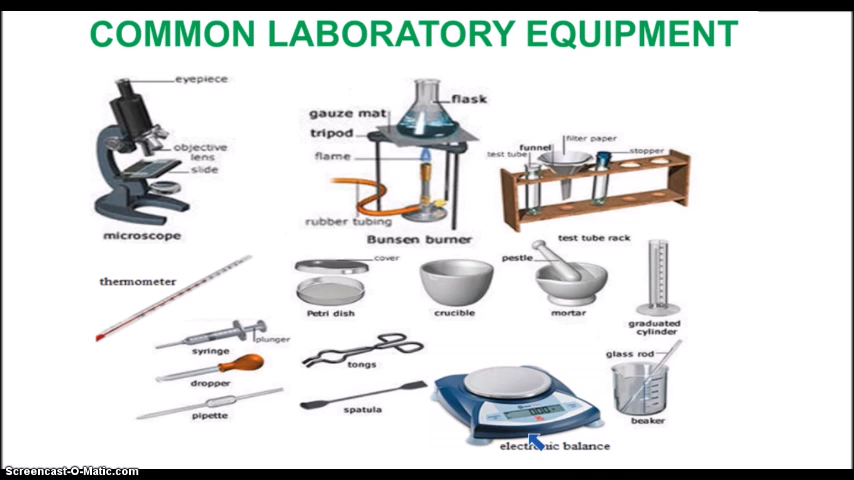 COMMON LABORATORY EQUIPMENT
eyepiece
objective
lens
slide
microscope
flask
gauze mat
tripod
flame
rubber tubing
Bunsen burner
filter paper
funnel
test tube
stopper
test tube rack
thermometer
cover
Petri dish
crucible
pestle
mortar
graduated
cylinder
plunger
syringe
dropper
pipette
tongs
spatula
electronic balance
glass rod
beaker
Screencast-O-Matic.com